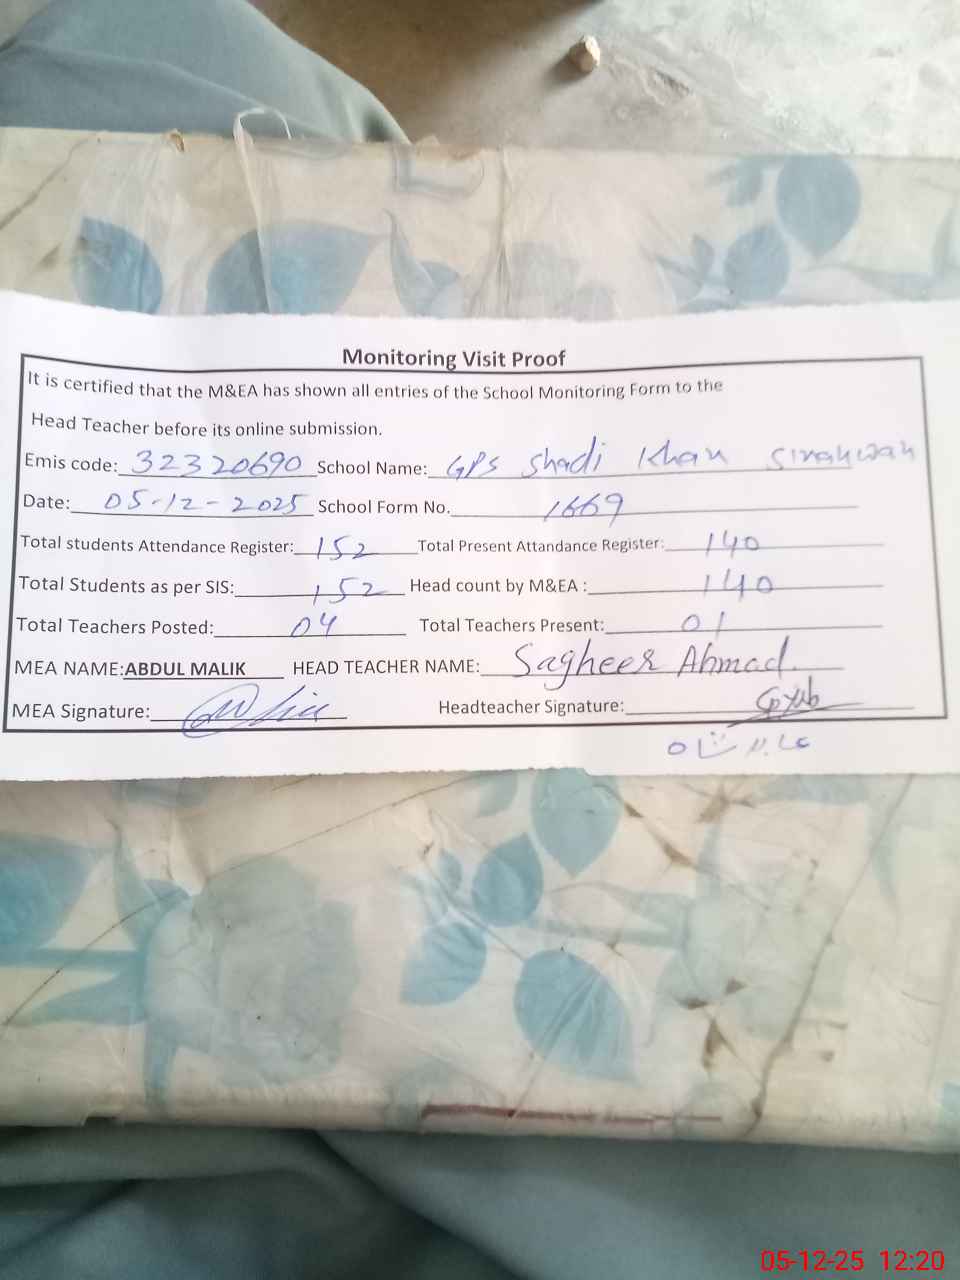 Monitoring Visit Proof
It is certified that the M&EA has shown all entries of the School Monitoring Form to the
Head Teacher before its online submission.
Emis code: 32320690 School Name: GPS Shadi Khan
Date: 05-12-2025 School Form No. 1669
Total students Attendance Register: 152 Total Present Attandance Register: 140
Total Students as per SIS: 152 Head count by M&EA : 140
Total Teachers Posted: 04 Total Teachers Present: 01
MEA NAME:ABDUL MALIK HEAD TEACHER NAME: Sagheer Ahmad
MEA Signature: Headteacher Signature:
عابد شاہ
05-12-25 12:20